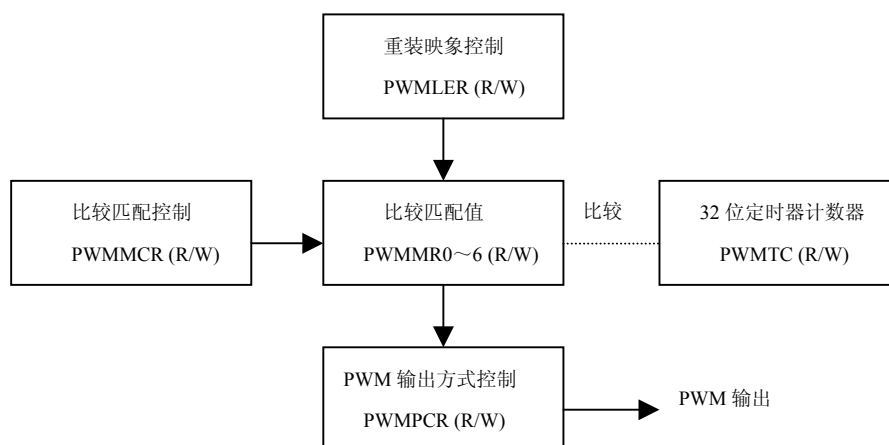 重装映象控制
PWMLER (R/W)
比较匹配控制
PWMMCR (R/W)
比较匹配值
PWMMR0～6 (R/W)
比较
32 位定时器计数器
PWMTC (R/W)
PWM 输出方式控制
PWMPCR (R/W)
PWM 输出